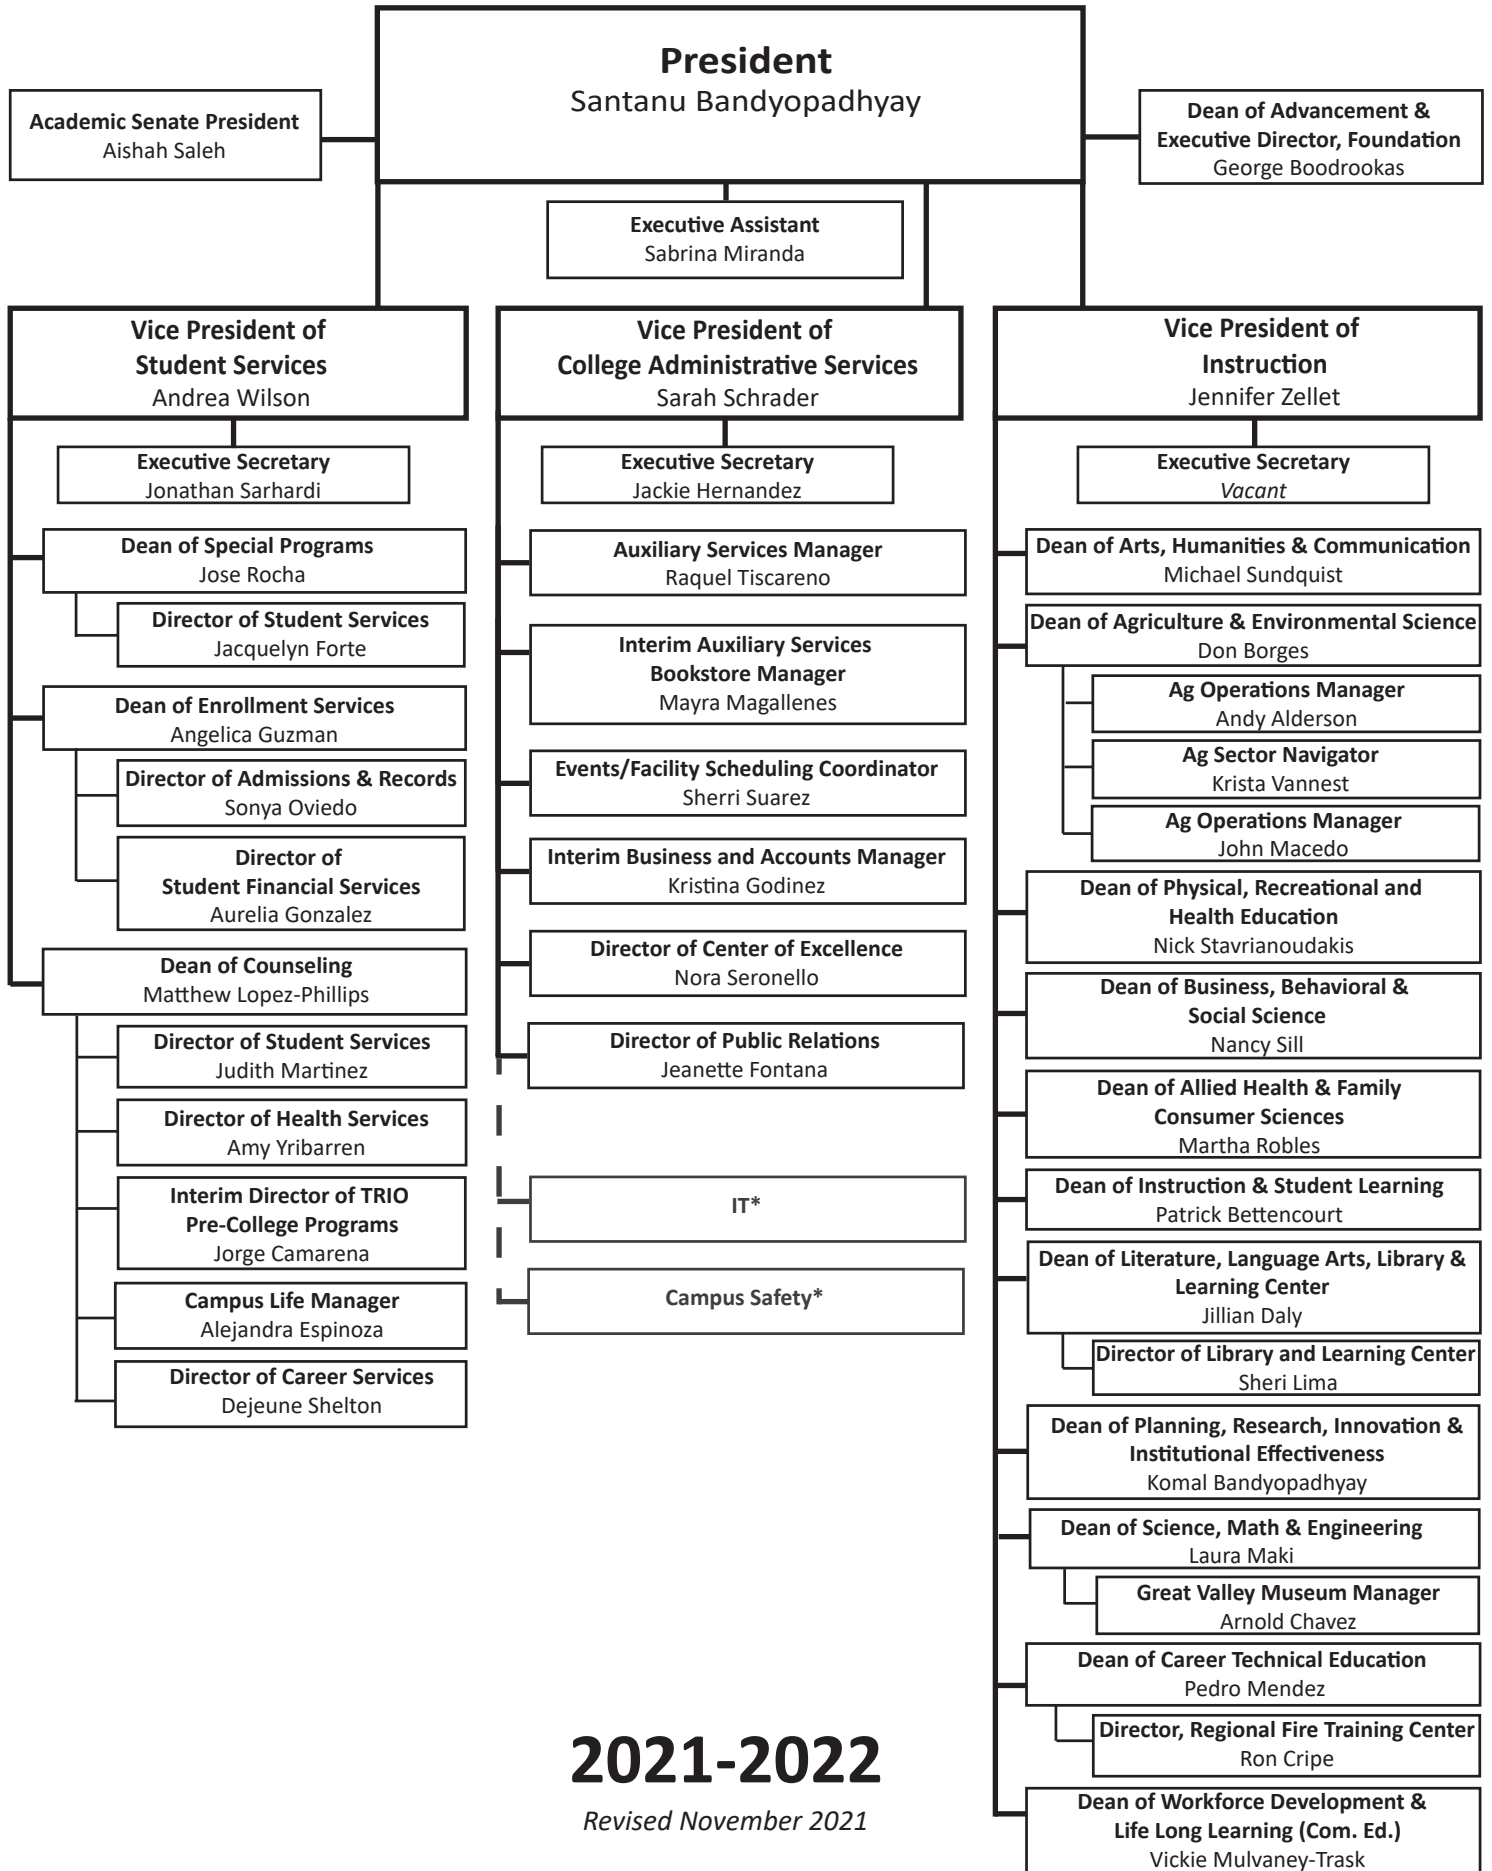 President
Santanu Bandyopadhyay
Academic Senate President
Aishah Saleh
Dean of Advancement &
Executive Director, Foundation
George Boodrookas
Executive Assistant
Sabrina Miranda
Vice President of
Student Services
Andrea Wilson
Executive Secretary
Jonathan Sarhardi
Dean of Special Programs
Jose Rocha
Director of Student Services
Jacquelyn Forte
Dean of Enrollment Services
Angelica Guzman
Director of Admissions & Records
Sonya Oviedo
Director of
Student Financial Services
Aurelia Gonzalez
Dean of Counseling
Matthew Lopez-Phillips
Director of Student Services
Judith Martinez
Director of Health Services
Amy Yribarren
Interim Director of TRIO
Pre-College Programs
Jorge Camarena
Campus Life Manager
Alejandra Espinoza
Director of Career Services
Dejeune Shelton
Vice President of
College Administrative Services
Sarah Schrader
Executive Secretary
Jackie Hernandez
Auxiliary Services Manager
Raquel Tiscareno
Interim Auxiliary Services
Bookstore Manager
Mayra Magallenes
Events/Facility Scheduling Coordinator
Sherri Suarez
Interim Business and Accounts Manager
Kristina Godinez
Director of Center of Excellence
Nora Seronello
Director of Public Relations
Jeanette Fontana
IT*
Campus Safety*
Vice President of
Instruction
Jennifer Zellet
Executive Secretary
Vacant
Dean of Arts, Humanities & Communication
Michael Sundquist
Dean of Agriculture & Environmental Science
Don Borges
Ag Operations Manager
Andy Alderson
Ag Sector Navigator
Krista Vannest
Ag Operations Manager
John Macedo
Dean of Physical, Recreational and
Health Education
Nick Stavrianoudakis
Dean of Business, Behavioral &
Social Science
Nancy Sill
Dean of Allied Health & Family
Consumer Sciences
Martha Robles
Dean of Instruction & Student Learning
Patrick Bettencourt
Dean of Literature, Language Arts, Library &
Learning Center
Jillian Daly
Director of Library and Learning Center
Sheri Lima
Dean of Planning, Research, Innovation &
Institutional Effectiveness
Komal Bandyopadhyay
Dean of Science, Math & Engineering
Laura Maki
Great Valley Museum Manager
Arnold Chavez
Dean of Career Technical Education
Pedro Mendez
Director, Regional Fire Training Center
Ron Cripe
Dean of Workforce Development &
Life Long Learning (Com. Ed.)
Vickie Mulvaney-Trask
2021-2022
Revised November 2021